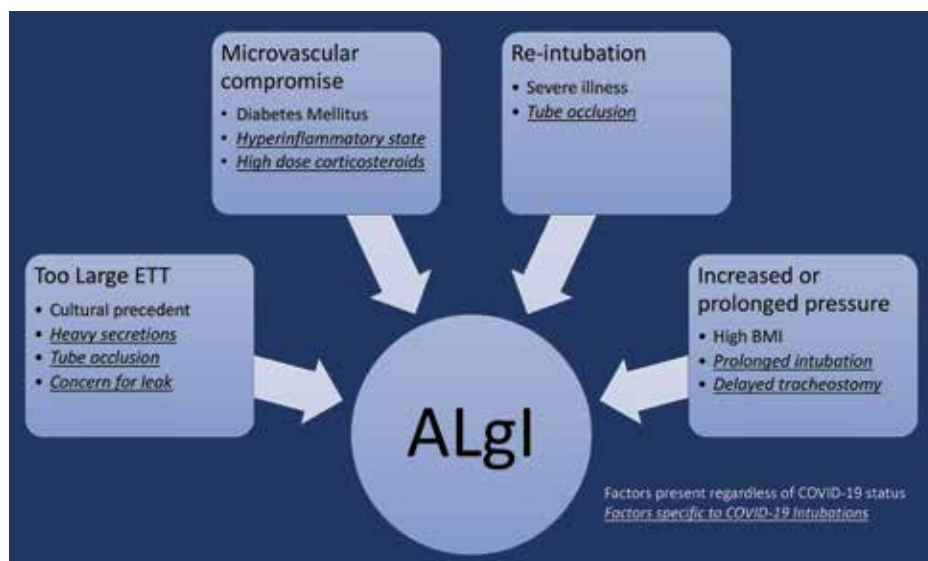 Microvascular
compromise
• Diabetes Mellitus
• Hyperinflammatory state
• High dose corticosteroids
Re-intubation
• Severe illness
• Tube occlusion
Too Large ETT
• Cultural precedent
• Heavy secretions
• Tube occlusion
• Concern for leak
Increased or
prolonged pressure
• High BMI
• Prolonged intubation
• Delayed tracheostomy
ALgI
Factors present regardless of COVID-19 status
Factors specific to COVID-19 Intubations